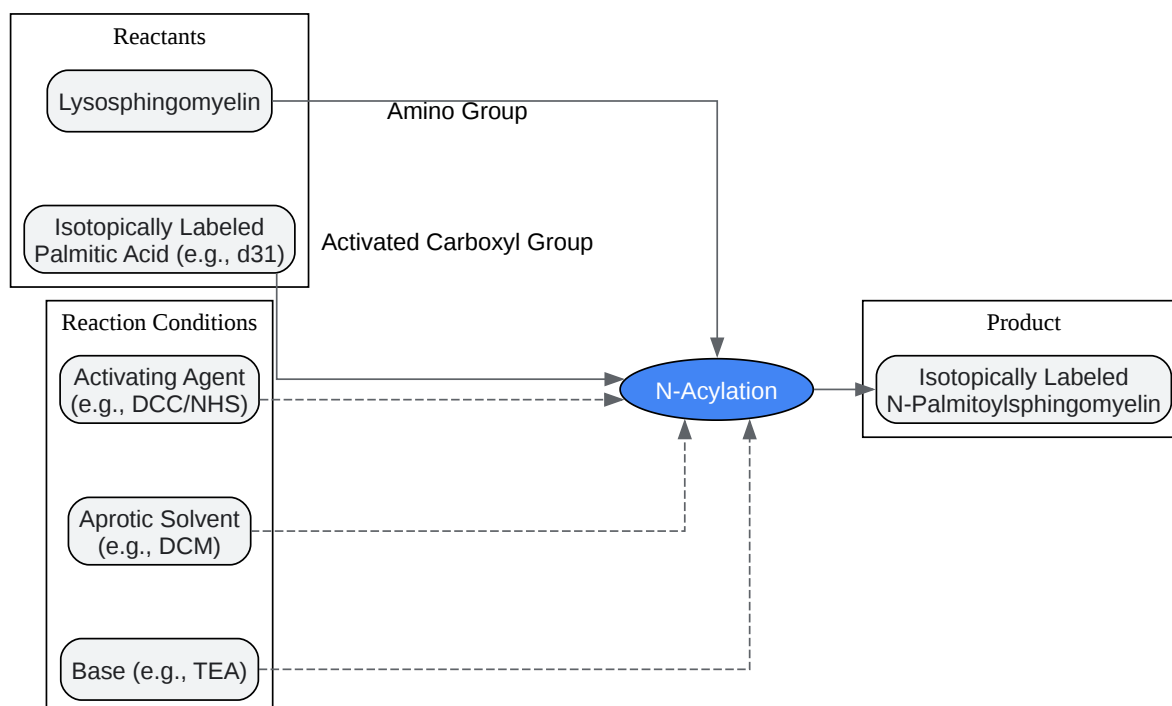 Reactants
Lysosphingomyelin
Amino Group
Isotopically Labeled
Palmitic Acid (e.g., d31)
Activated Carboxyl Group
Reaction Conditions
Activating Agent
(e.g., DCC/NHS)
Aprotic Solvent
(e.g., DCM)
Base (e.g., TEA)
N-Acylation
Product
Isotopically Labeled
N-Palmitoylsphingomyelin